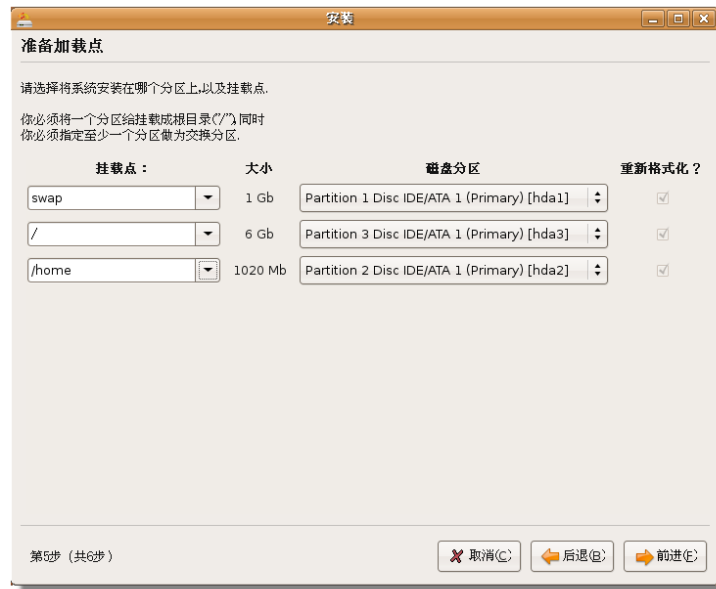 安装
准备加载点
请选择将系统安装在哪个分区上,以及挂载点.
你必须将一个分区给挂载成根目录("/"),同时
你必须指定至少一个分区做为交换分区.
挂载点： 大小 磁盘分区 重新格式化？
swap 1 Gb Partition 1 Disc IDE/ATA 1 (Primary) [hda1]
/ 6 Gb Partition 3 Disc IDE/ATA 1 (Primary) [hda3]
/home 1020 Mb Partition 2 Disc IDE/ATA 1 (Primary) [hda2]
第5步（共6步） 取消(C) 后退(B) 前进(F)